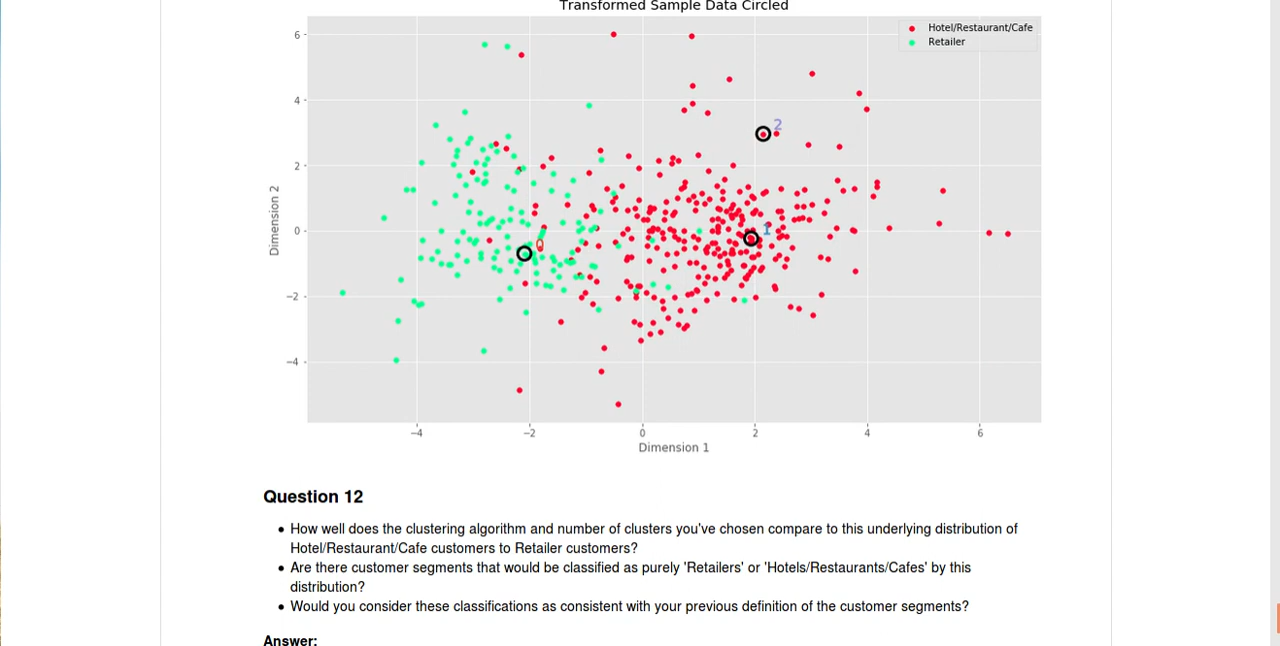 Transformed Sample Data Circled
Hotel/Restaurant/Cafe
Retailer
6
4
2
0
−2
−4
Dimension 2
2
1
0
−4
−2
0
2
4
6
Dimension 1
Question 12
• How well does the clustering algorithm and number of clusters you've chosen compare to this underlying distribution of
Hotel/Restaurant/Cafe customers to Retailer customers?
• Are there customer segments that would be classified as purely 'Retailers' or 'Hotels/Restaurants/Cafes' by this
distribution?
• Would you consider these classifications as consistent with your previous definition of the customer segments?
Answer: